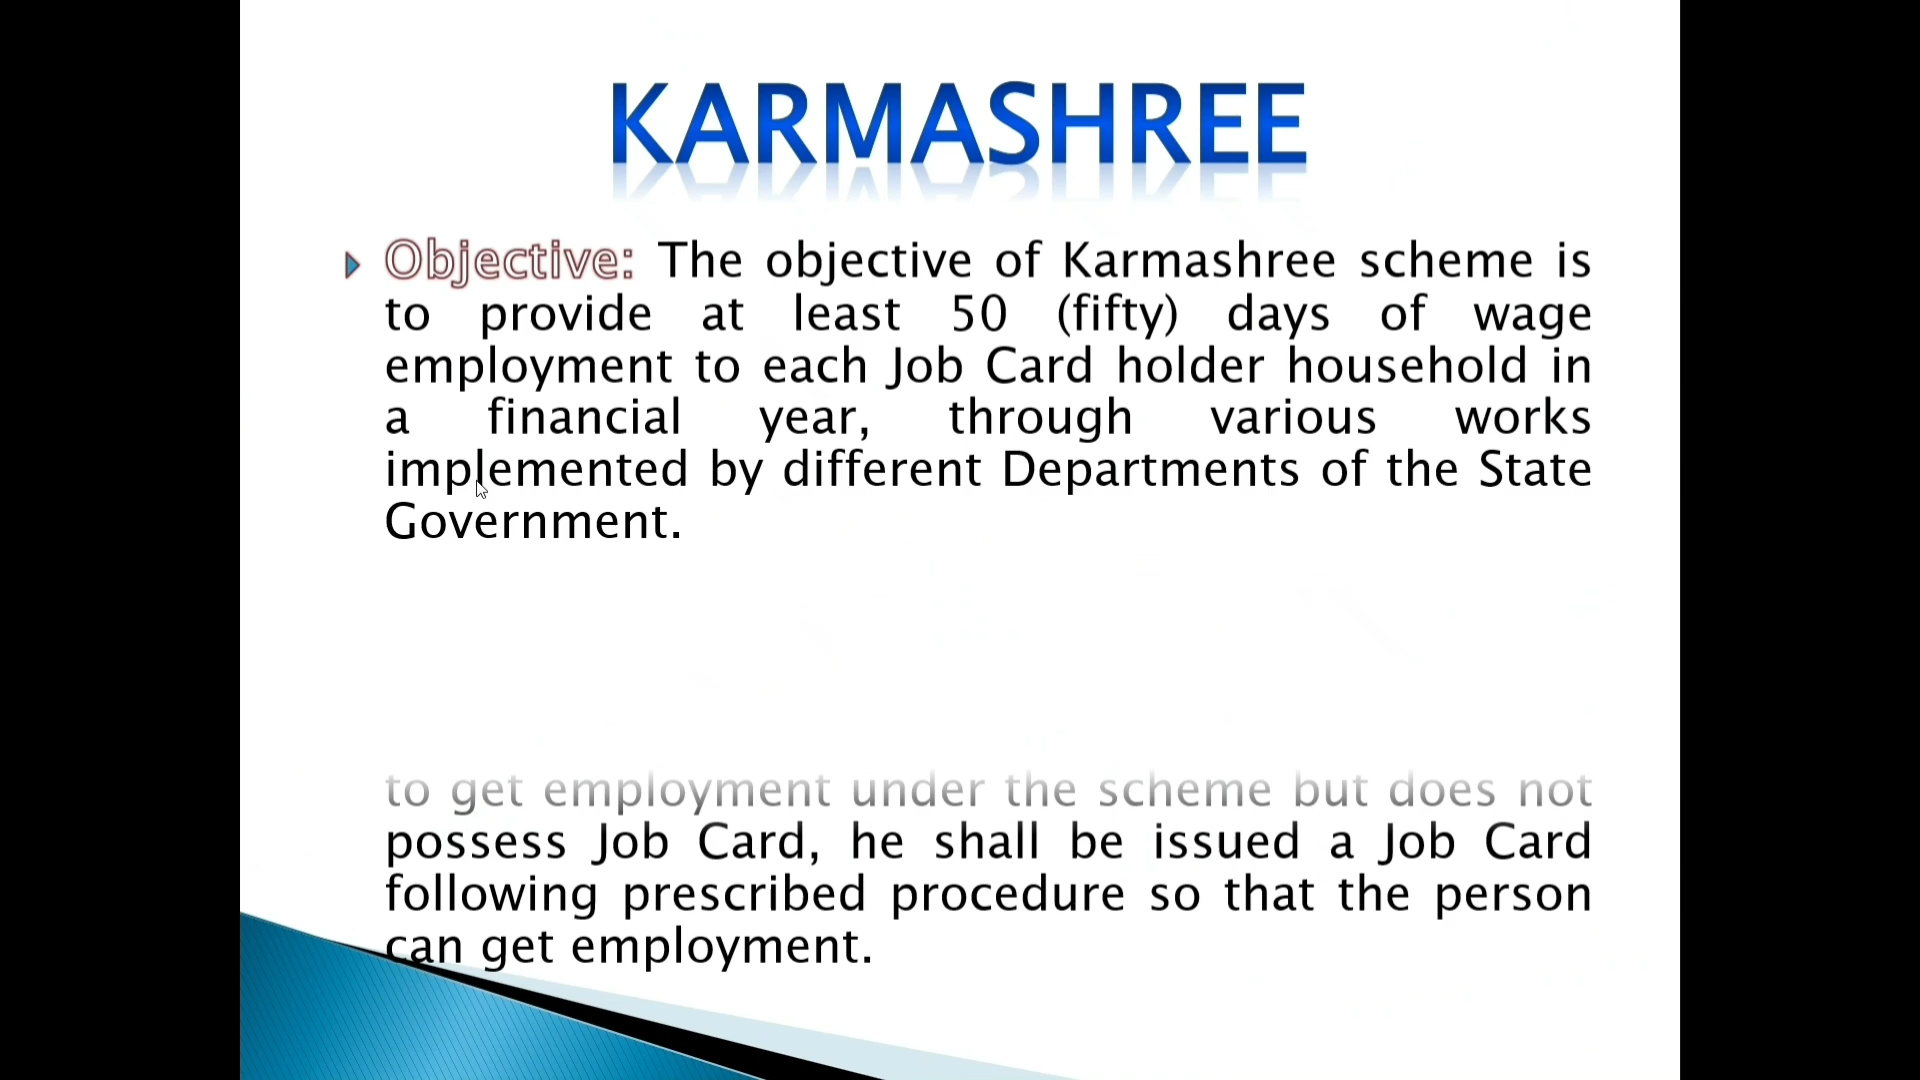 KARMASHREE
Objective: The objective of Karmashree scheme is
to provide at least 50 (fifty) days of wage
employment to each Job Card holder household in
a financial year, through various works
implemented by different Departments of the State
Government.
to get employment under the scheme but does not
possess Job Card, he shall be issued a Job Card
following prescribed procedure so that the person
can get employment.